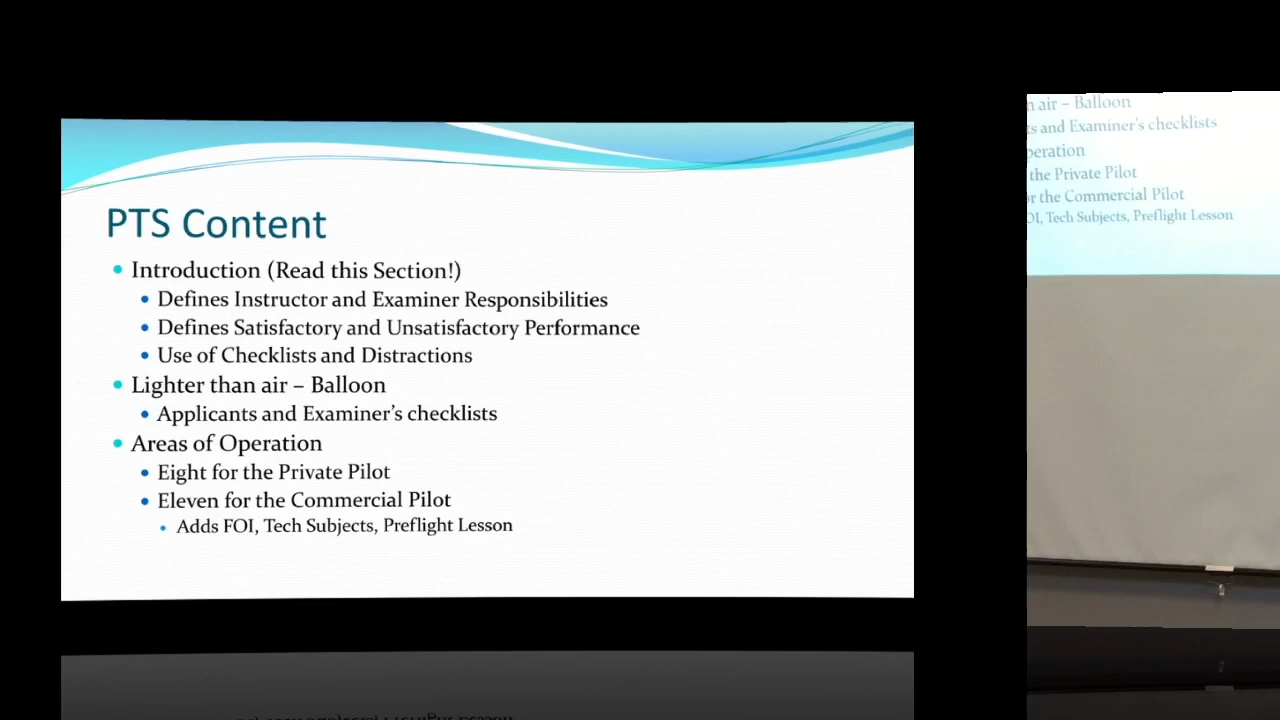 PTS Content
Introduction (Read this Section!)
Defines Instructor and Examiner Responsibilities
Defines Satisfactory and Unsatisfactory Performance
Use of Checklists and Distractions
Lighter than air – Balloon
Applicants and Examiner's checklists
Areas of Operation
Eight for the Private Pilot
Eleven for the Commercial Pilot
Adds FOI, Tech Subjects, Preflight Lesson
air – Balloon
and Examiner's checklists
the Private Pilot
the Commercial Pilot
Tech Subjects, Preflight Lesson